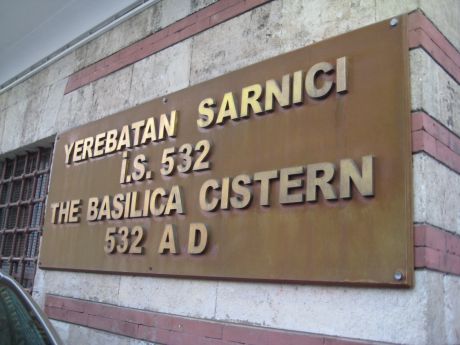 YEREBATAN SARNICI
İ.S. 532
THE BASILICA CISTERN
532 A D